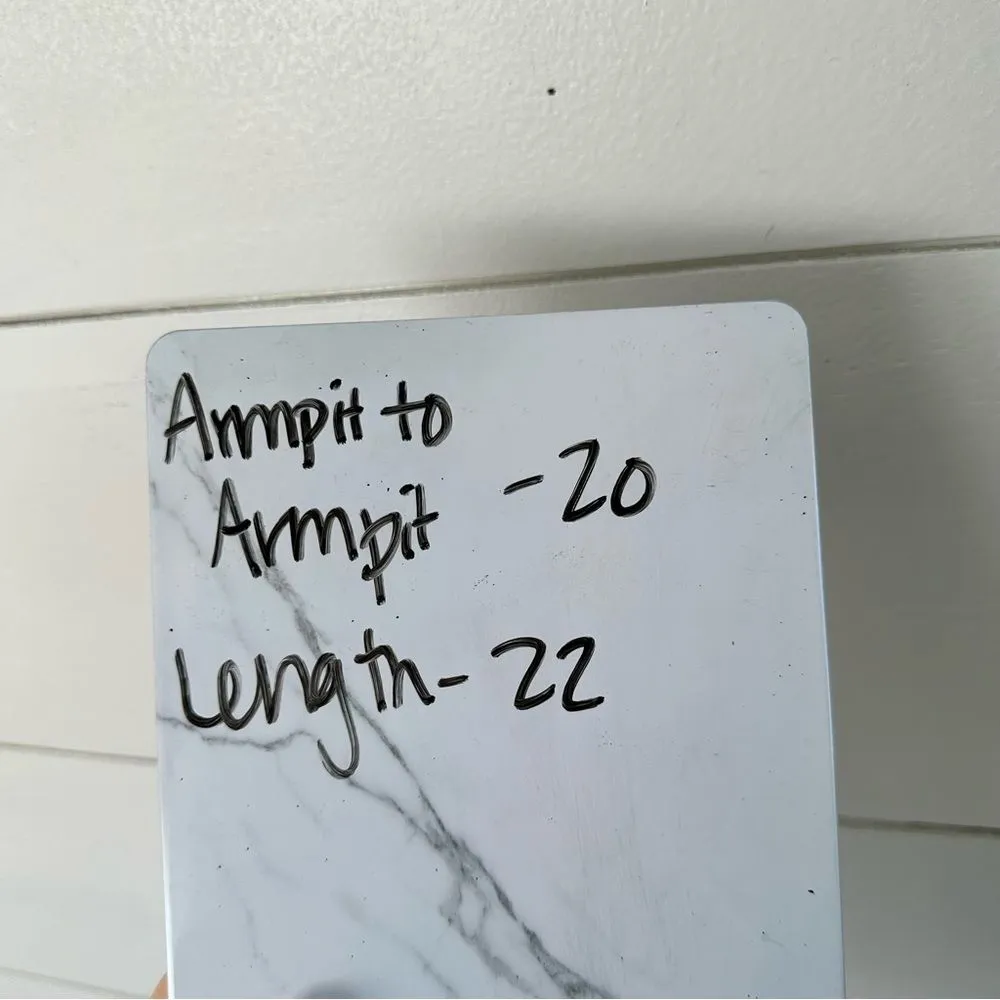 Armpit to
Armpit - 20
Length - 22